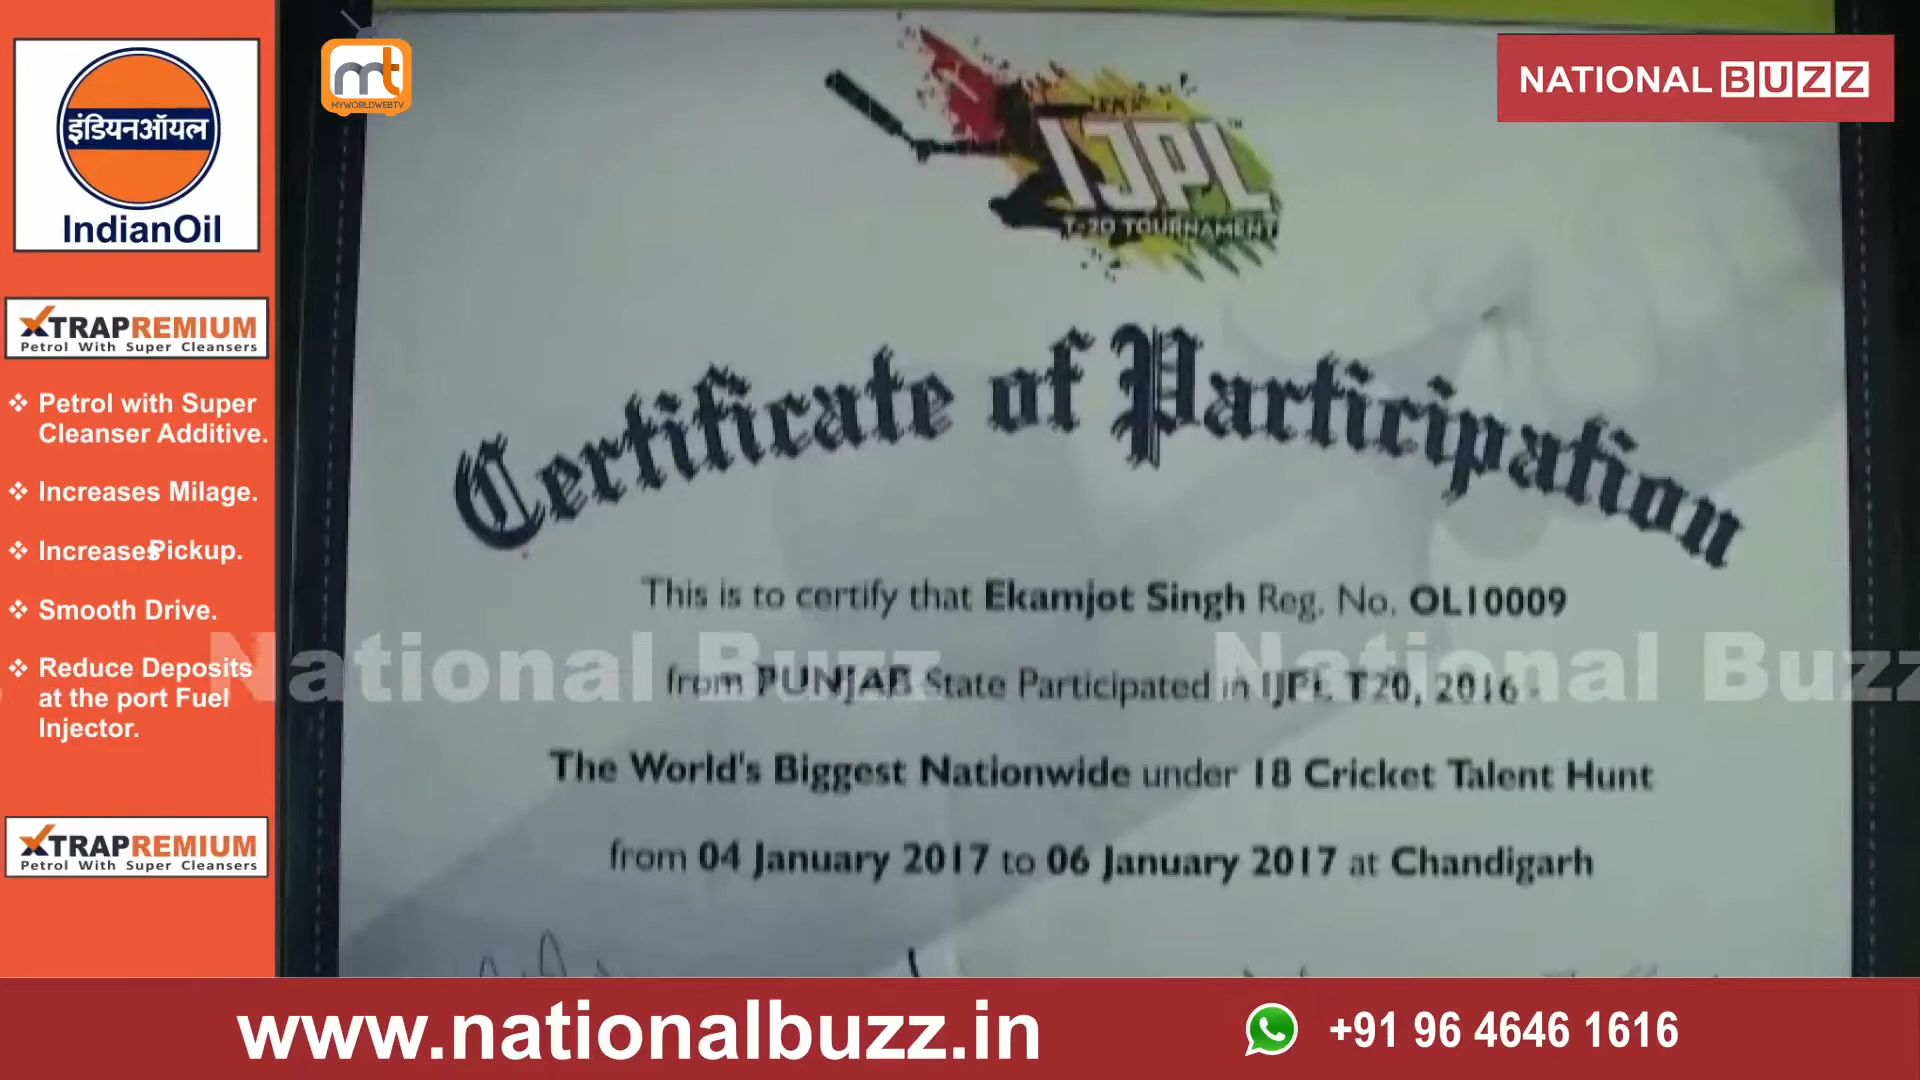 इंडियनऑयल
IndianOil
XTRAPREMIUM
Petrol With Super Cleansers
❖ Petrol with Super
Cleanser Additive.
❖ Increases Milage.
❖ Increases Pickup.
❖ Smooth Drive.
❖ Reduce Deposits
at the port Fuel
Injector.
XTRAPREMIUM
Petrol With Super Cleansers
mt
MYWORLDWEBTV
NATIONAL BUZZ
IJPL™
T-20 TOURNAMENT
Certificate of Participation
This is to certify that Ekamjot Singh Reg. No. OL10009
from PUNJAB State Participated in IJPL T20, 2016 -
The World's Biggest Nationwide under 18 Cricket Talent Hunt
from 04 January 2017 to 06 January 2017 at Chandigarh
National Buzz National Buzz
www.nationalbuzz.in
+91 96 4646 1616